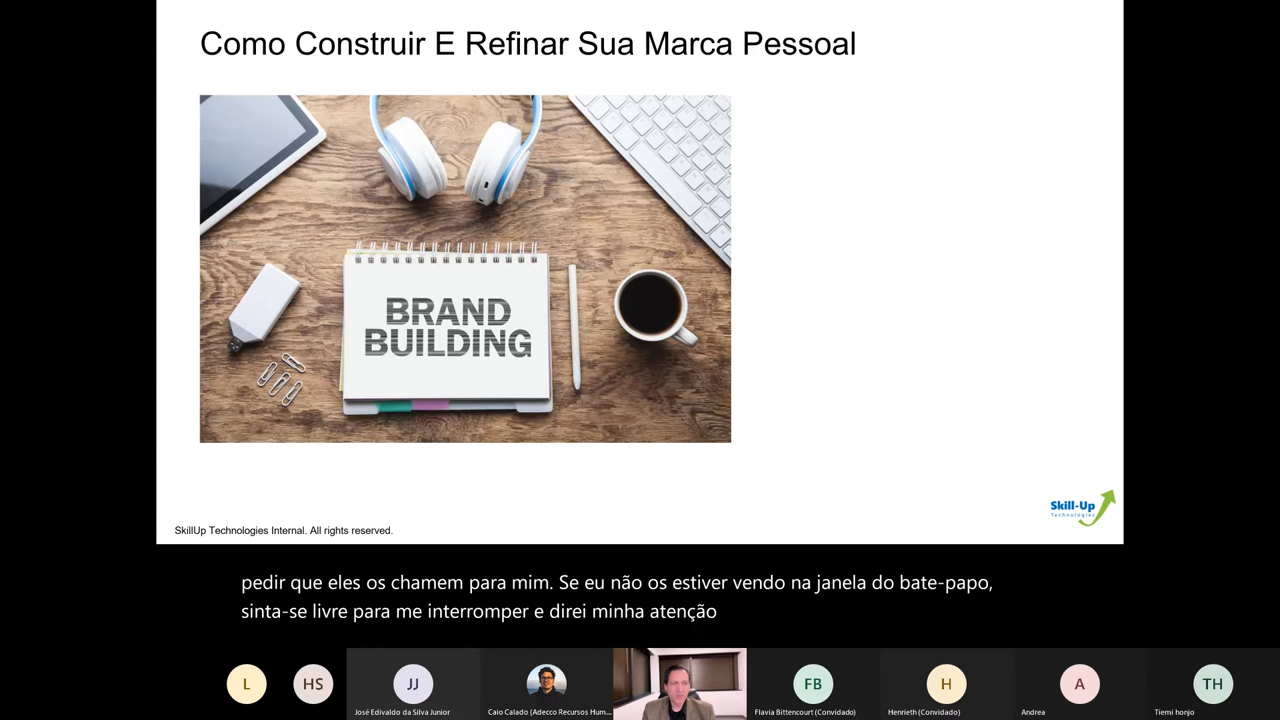 Como Construir E Refinar Sua Marca Pessoal
BRAND
BUILDING
Skill-Up
Technologies
SkillUp Technologies Internal. All rights reserved.
pedir que eles os chamem para mim. Se eu não os estiver vendo na janela do bate-papo,
sinta-se livre para me interromper e direi minha atenção
L
HS
JJ
FB
H
A
TH
José Edivaldo da Silva Junior
Caio Calado (Adecco Recursos Hum...
Flavia Bittencourt (Convidado)
Henrieth (Convidado)
Andrea
Tiemi honjo